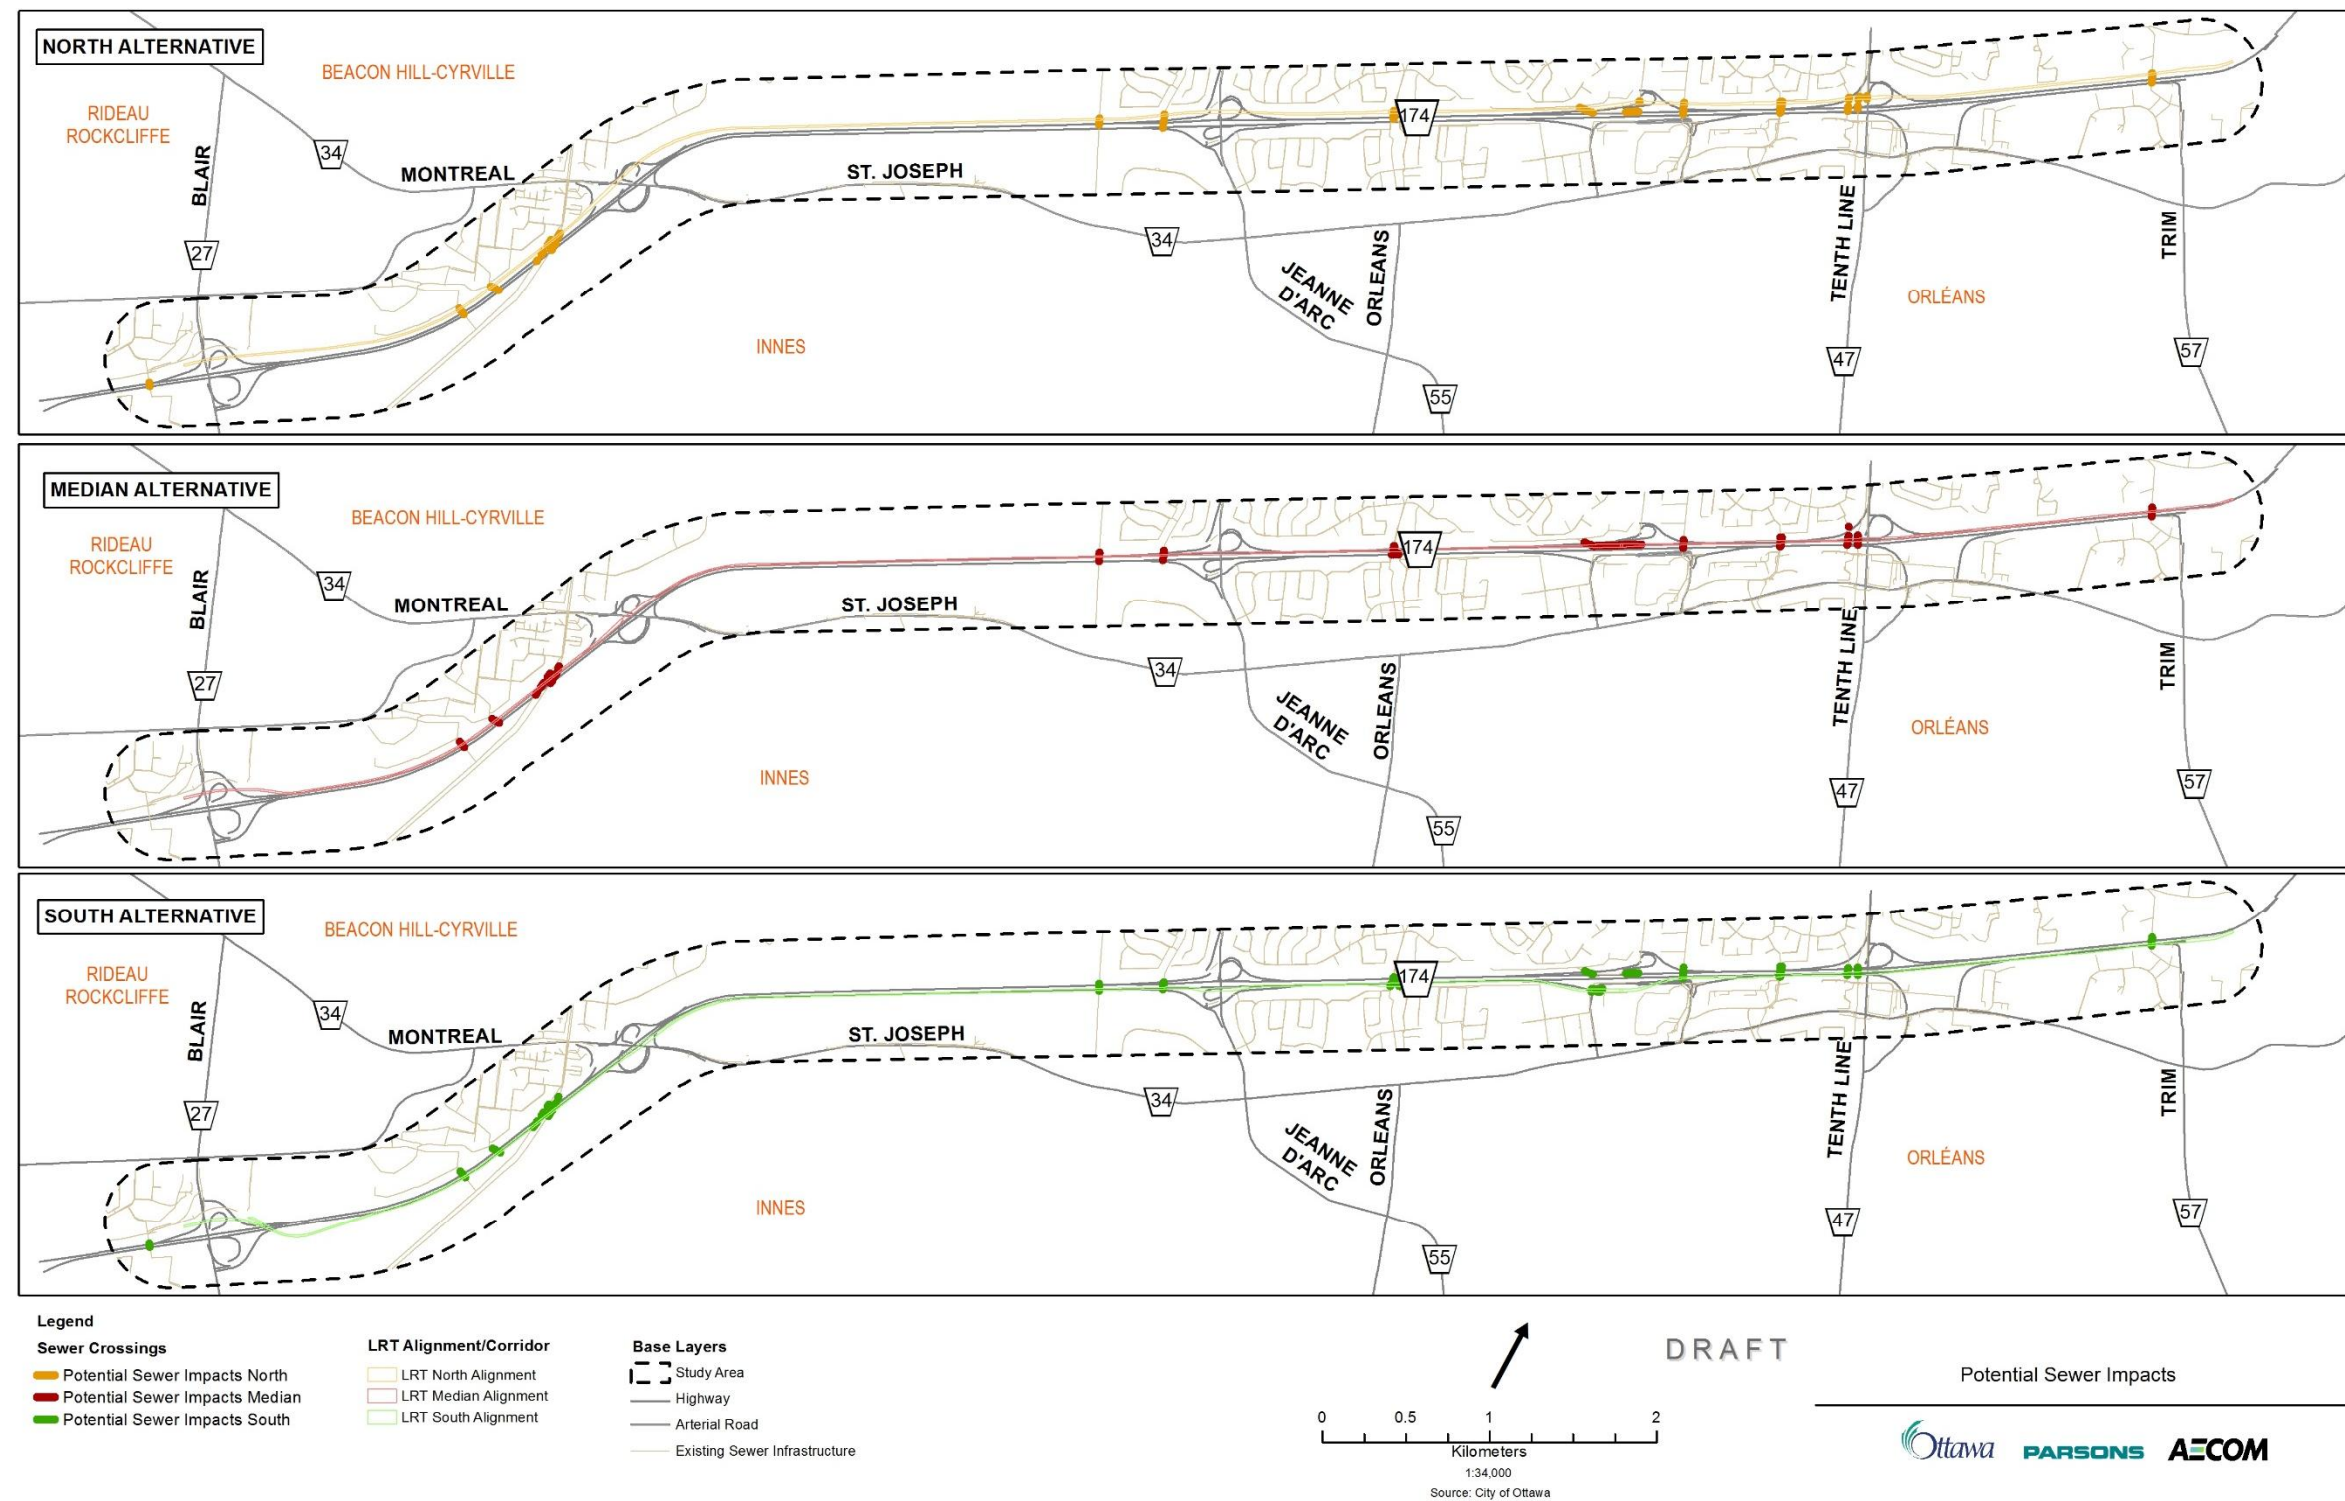 NORTH ALTERNATIVE
BEACON HILL-CYRVILLE
RIDEAU
ROCKCLIFFE
BLAIR
34
MONTREAL
ST. JOSEPH
174
27
34
JEANNE
D'ARC
ORLEANS
TENTH LINE
TRIM
ORLÉANS
INNES
47
57
55
MEDIAN ALTERNATIVE
BEACON HILL-CYRVILLE
RIDEAU
ROCKCLIFFE
BLAIR
34
MONTREAL
ST. JOSEPH
174
27
34
JEANNE
D'ARC
ORLEANS
TENTH LINE
TRIM
ORLÉANS
INNES
47
57
55
SOUTH ALTERNATIVE
BEACON HILL-CYRVILLE
RIDEAU
ROCKCLIFFE
BLAIR
34
MONTREAL
ST. JOSEPH
174
27
34
JEANNE
D'ARC
ORLEANS
TENTH LINE
TRIM
ORLÉANS
INNES
47
57
55
Legend
Sewer Crossings
Potential Sewer Impacts North
Potential Sewer Impacts Median
Potential Sewer Impacts South
LRT Alignment/Corridor
LRT North Alignment
LRT Median Alignment
LRT South Alignment
Base Layers
Study Area
Highway
Arterial Road
Existing Sewer Infrastructure
0 0.5 1 2
Kilometers
1:34,000
Source: City of Ottawa
DRAFT
Potential Sewer Impacts
Ottawa
PARSONS
AECOM